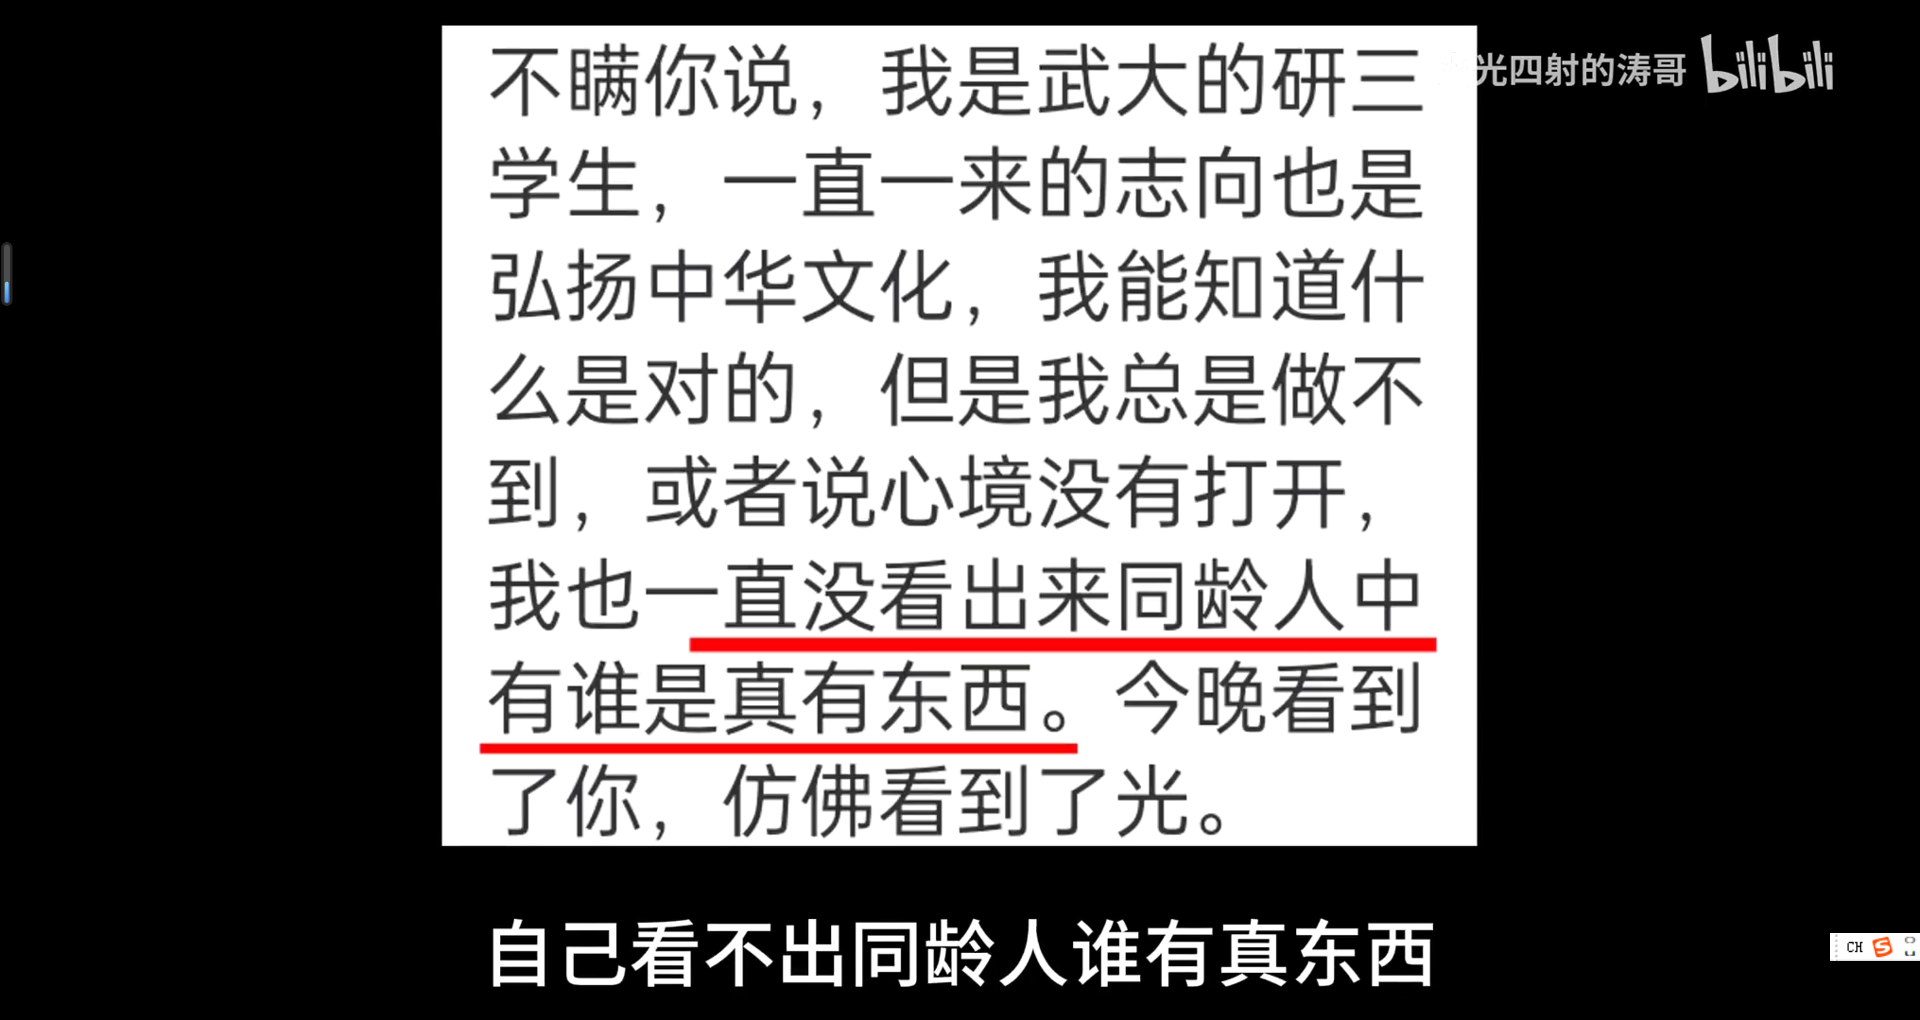 不瞒你说，我是武大的研三
学生，一直一来的志向也是
弘扬中华文化，我能知道什
么是对的，但是我总是做不
到，或者说心境没有打开，
我也一直没看出来同龄人中
有谁是真有东西。今晚看到
了你，仿佛看到了光。
光四射的涛哥 bilibili
自己看不出同龄人谁有真东西
CH